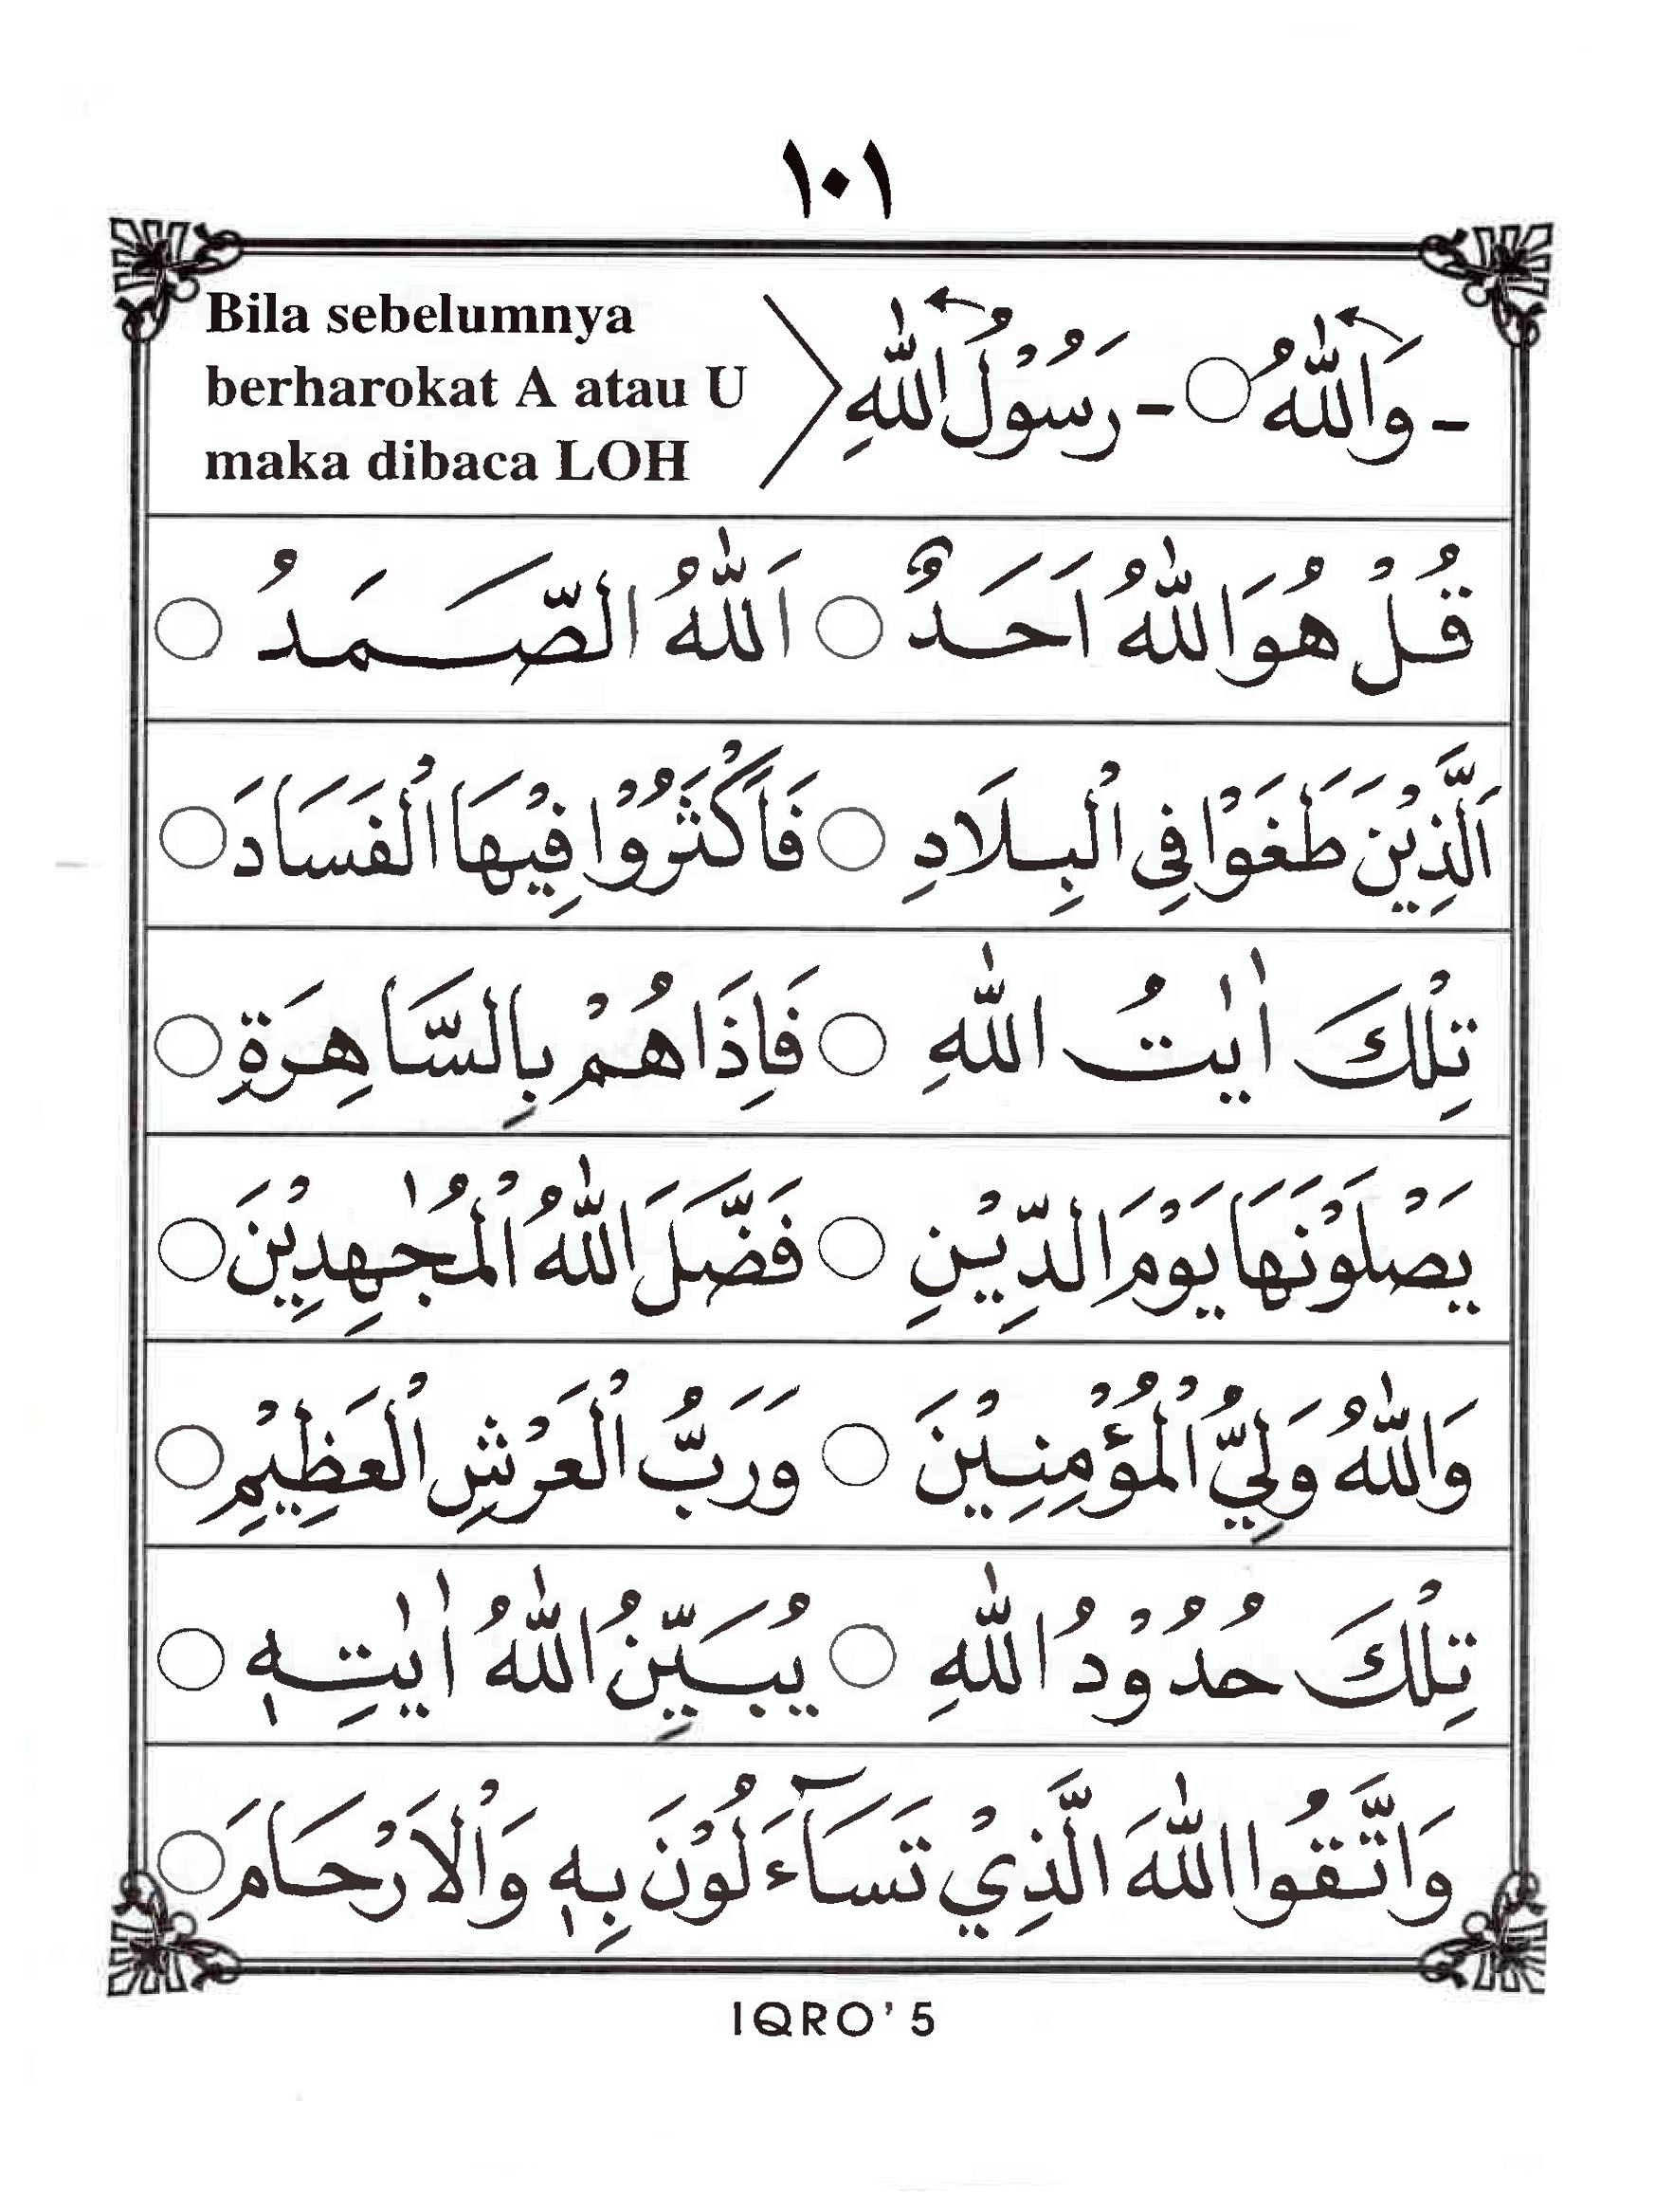 ١٠١
Bila sebelumnya
berharokat A atau U
maka dibaca LOH
- وَاللّٰهُ ○ - رَسُوْلُ اللّٰهِ
قُلْ هُوَ اللّٰهُ اَحَدٌ ○ اَللّٰهُ الصَّمَدُ ○
اَلَّذِيْنَ طَغَوْا فِى الْبِلَادِ ○ فَاَكْثَرُوْا فِيْهَا الْفَسَادَ ○
تِلْكَ اٰيٰتُ اللّٰهِ ○ فَاِذَا هُمْ بِالسَّاهِرَةِ ○
يَصْلَوْنَهَا يَوْمَ الدِّيْنِ ○ فَضَّلَ اللّٰهُ الْمُجٰهِدِيْنَ ○
وَاللّٰهُ وَلِيُّ الْمُؤْمِنِيْنَ ○ وَرَبُّ الْعَرْشِ الْعَظِيْمِ ○
تِلْكَ حُدُوْدُ اللّٰهِ ○ يُبَيِّنُ اللّٰهُ اٰيٰتِهٖ ○
وَاتَّقُوا اللّٰهَ الَّذِيْ تَسَآءَلُوْنَ بِهٖ وَالْاَرْحَامَ ○
IQRO' 5